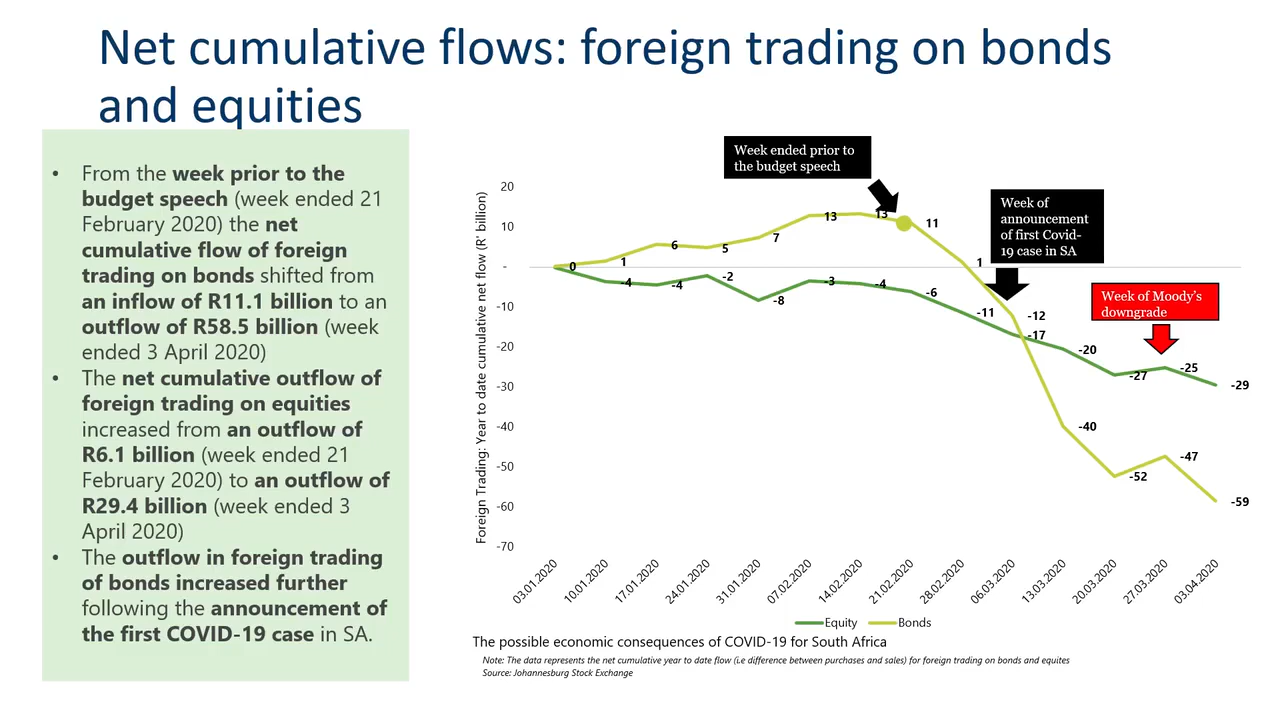 Net cumulative flows: foreign trading on bonds
and equities
• From the week prior to the
budget speech (week ended 21
February 2020) the net
cumulative flow of foreign
trading on bonds shifted from
an inflow of R11.1 billion to an
outflow of R58.5 billion (week
ended 3 April 2020)
• The net cumulative outflow of
foreign trading on equities
increased from an outflow of
R6.1 billion (week ended 21
February 2020) to an outflow of
R29.4 billion (week ended 3
April 2020)
• The outflow in foreign trading
of bonds increased further
following the announcement of
the first COVID-19 case in SA.
Week ended prior to
the budget speech
Week of
announcement
of first Covid-
19 case in SA
Week of Moody's
downgrade
Foreign Trading: Year to date cumulative net flow (R' billion)
20
10
-
-10
-20
-30
-40
-50
-60
-70
0
1
6
5
7
13
13
11
1
-12
-40
-52
-47
-59
-4
-4
-2
-8
-3
-4
-6
-11
-17
-20
-27
-25
-29
03.01.2020
10.01.2020
17.01.2020
24.01.2020
31.01.2020
07.02.2020
14.02.2020
21.02.2020
28.02.2020
06.03.2020
13.03.2020
20.03.2020
27.03.2020
03.04.2020
Equity
Bonds
The possible economic consequences of COVID-19 for South Africa
Note: The data represents the net cumulative year to date flow (i.e difference between purchases and sales) for foreign trading on bonds and equites
Source: Johannesburg Stock Exchange